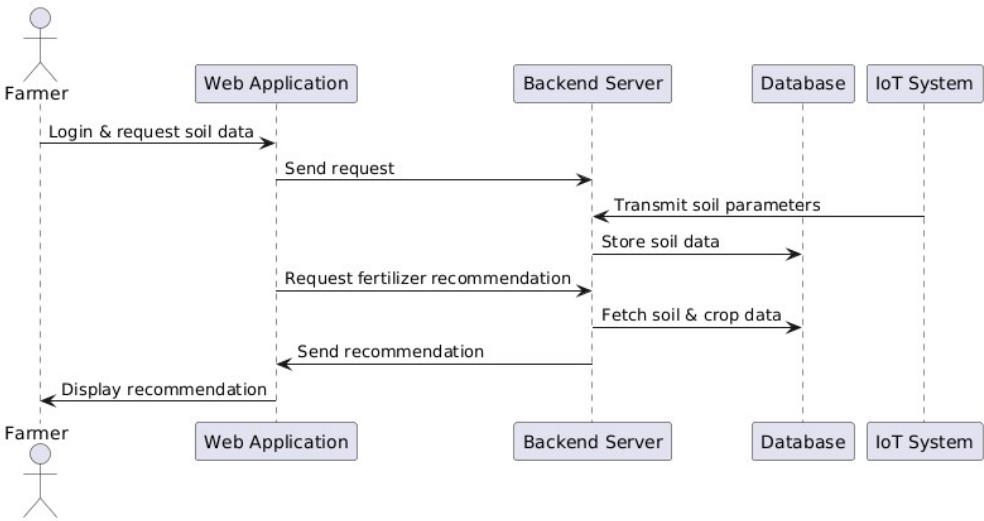 Farmer
Web Application
Backend Server
Database
IoT System
Login & request soil data
Send request
Transmit soil parameters
Store soil data
Request fertilizer recommendation
Fetch soil & crop data
Send recommendation
Display recommendation
Farmer
Web Application
Backend Server
Database
IoT System